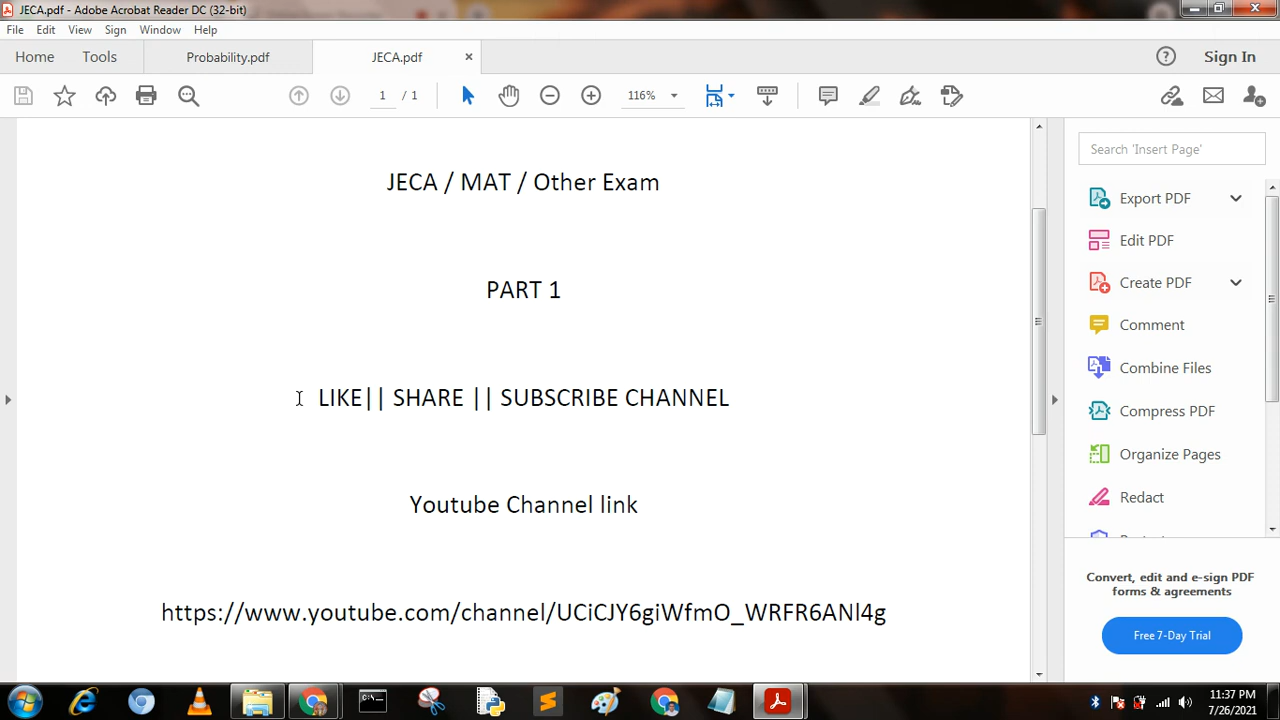 JECA.pdf - Adobe Acrobat Reader DC (32-bit)
File Edit View Sign Window Help
Home Tools Probability.pdf JECA.pdf × Sign In
1 / 1 116%
JECA / MAT / Other Exam
PART 1
LIKE|| SHARE || SUBSCRIBE CHANNEL
Youtube Channel link
https://www.youtube.com/channel/UCiCJY6giWfmO_WRFR6ANl4g
Search 'Insert Page'
Export PDF
Edit PDF
Create PDF
Comment
Combine Files
Compress PDF
Organize Pages
Redact
Convert, edit and e-sign PDF
forms & agreements
Free 7-Day Trial
11:37 PM
7/26/2021